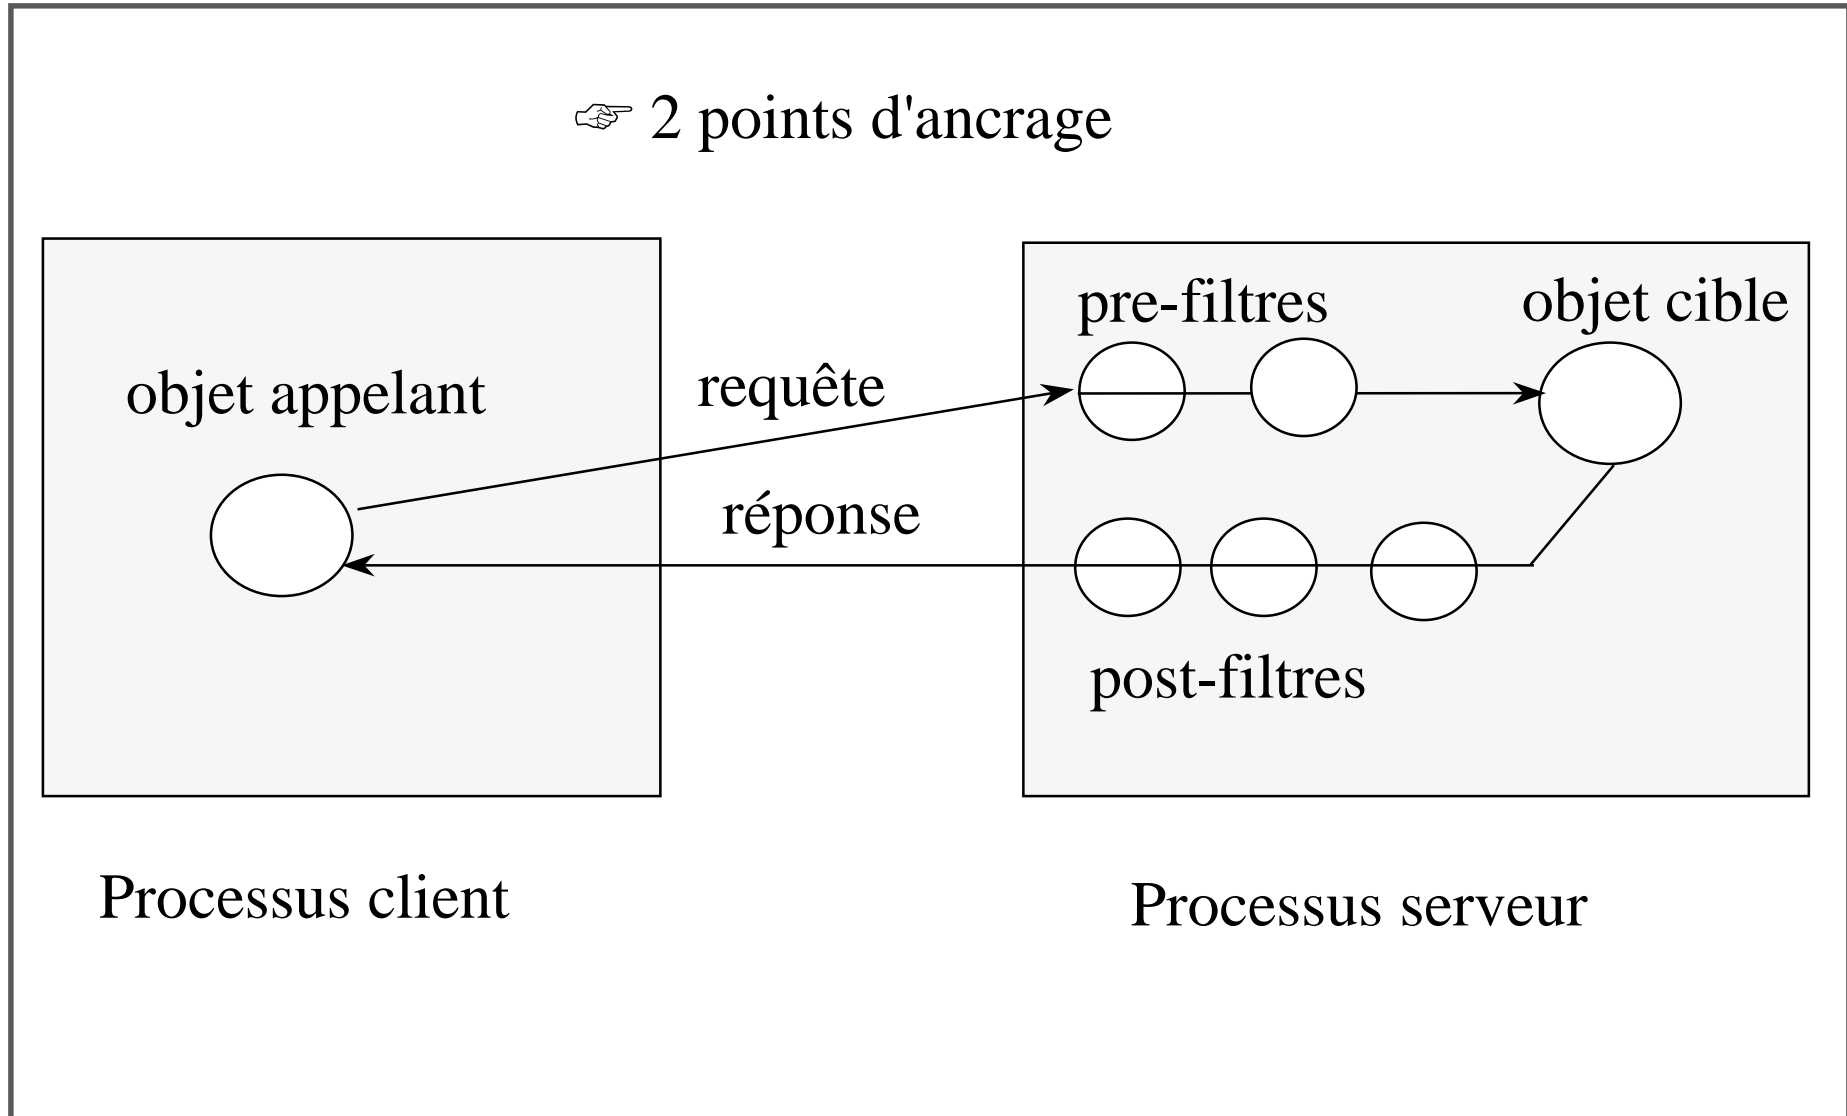 ☞ 2 points d'ancrage
pre-filtres
objet cible
objet appelant
requête
réponse
post-filtres
Processus client
Processus serveur